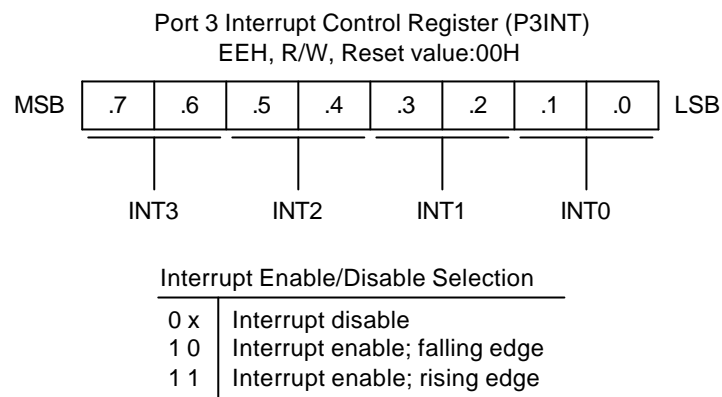 Port 3 Interrupt Control Register (P3INT)
EEH, R/W, Reset value:00H
MSB .7 .6 .5 .4 .3 .2 .1 .0 LSB
INT3 INT2 INT1 INT0
Interrupt Enable/Disable Selection
0 x Interrupt disable
1 0 Interrupt enable; falling edge
1 1 Interrupt enable; rising edge